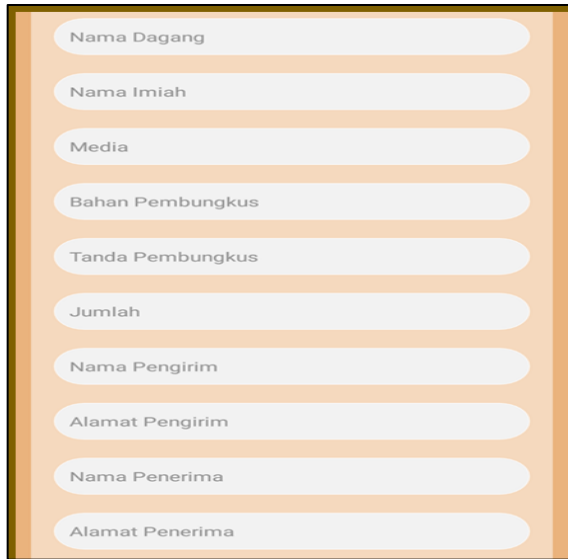 Nama Dagang
Nama Imiah
Media
Bahan Pembungkus
Tanda Pembungkus
Jumlah
Nama Pengirim
Alamat Pengirim
Nama Penerima
Alamat Penerima